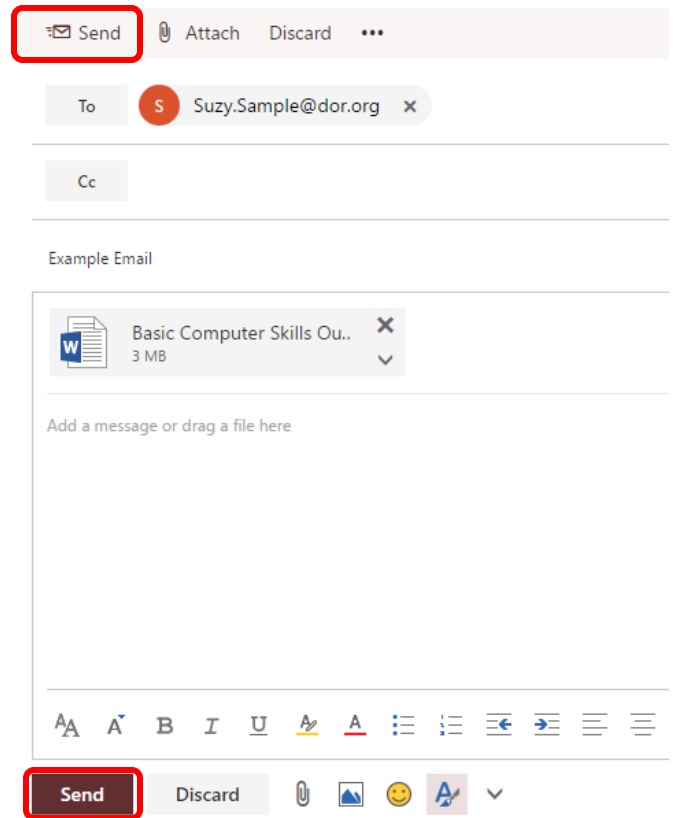 Send Attach Discard •••
To S Suzy.Sample@dor.org ×
Cc
Example Email
W Basic Computer Skills Ou..
3 MB
Add a message or drag a file here
AA A B I U A A
Send Discard A